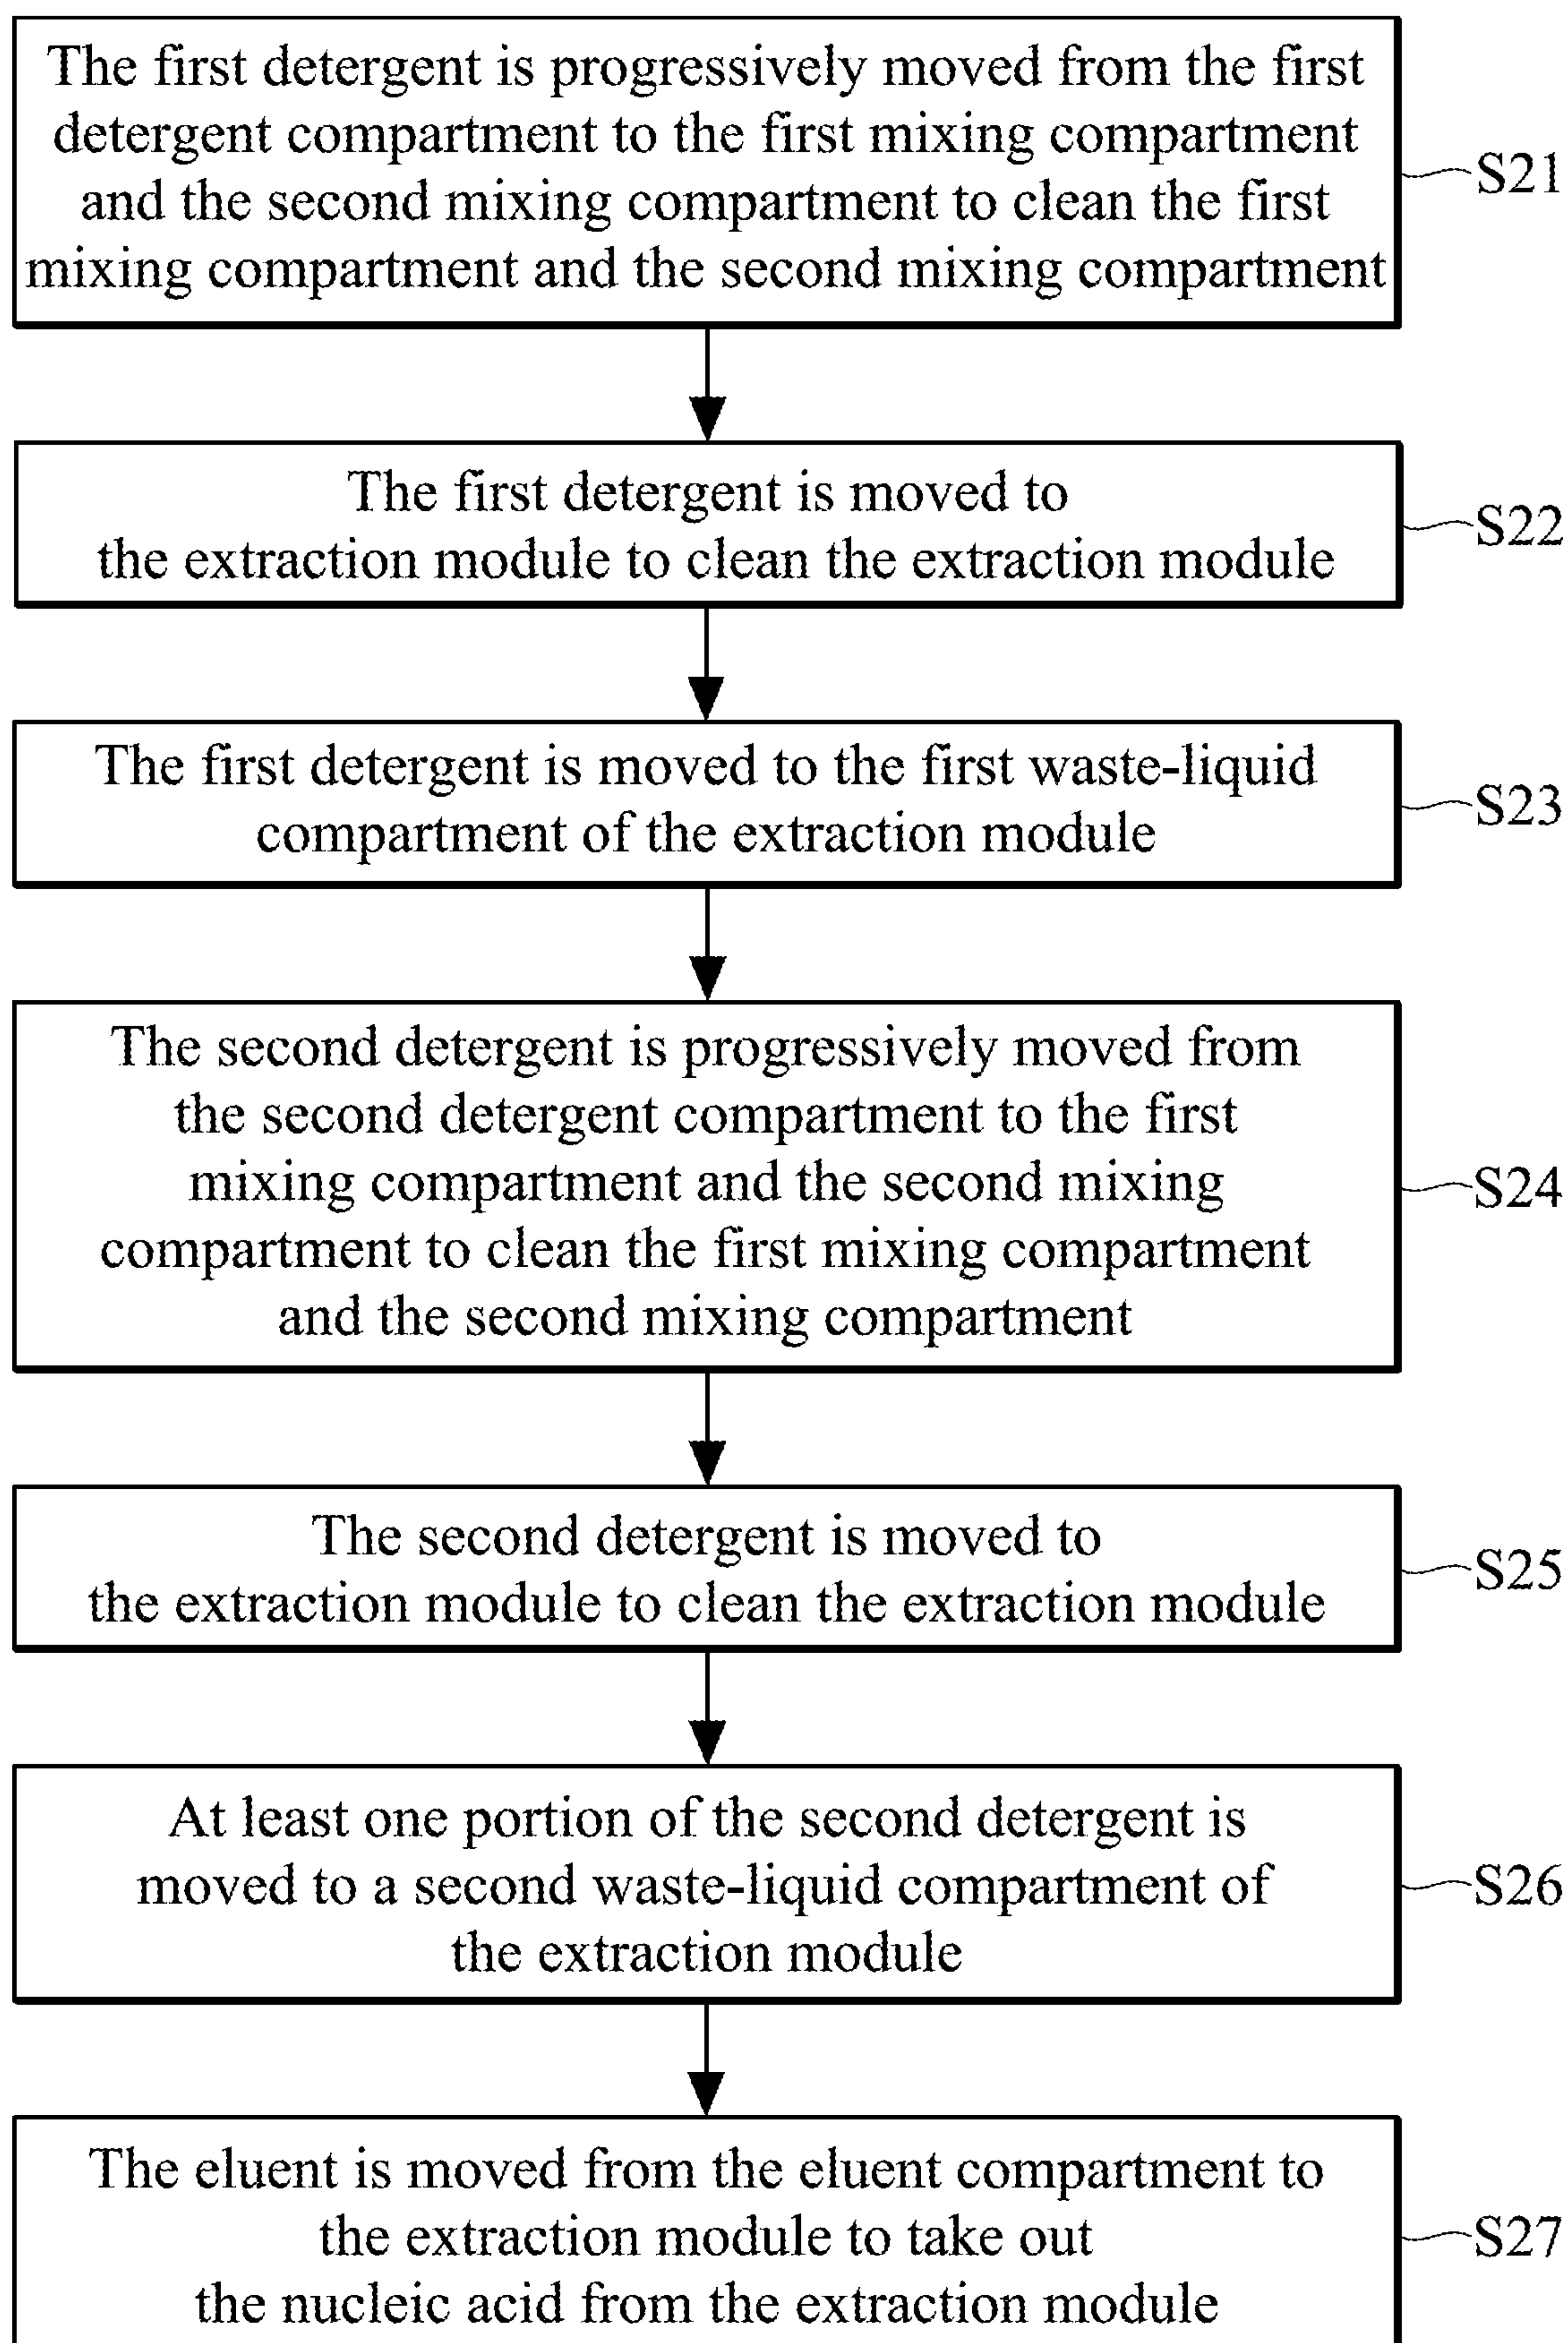 The first detergent is progressively moved from the first
detergent compartment to the first mixing compartment
and the second mixing compartment to clean the first
mixing compartment and the second mixing compartment
S21
The first detergent is moved to
the extraction module to clean the extraction module
S22
The first detergent is moved to the first waste-liquid
compartment of the extraction module
S23
The second detergent is progressively moved from
the second detergent compartment to the first
mixing compartment and the second mixing
compartment to clean the first mixing compartment
and the second mixing compartment
S24
The second detergent is moved to
the extraction module to clean the extraction module
S25
At least one portion of the second detergent is
moved to a second waste-liquid compartment of
the extraction module
S26
The eluent is moved from the eluent compartment to
the extraction module to take out
the nucleic acid from the extraction module
S27